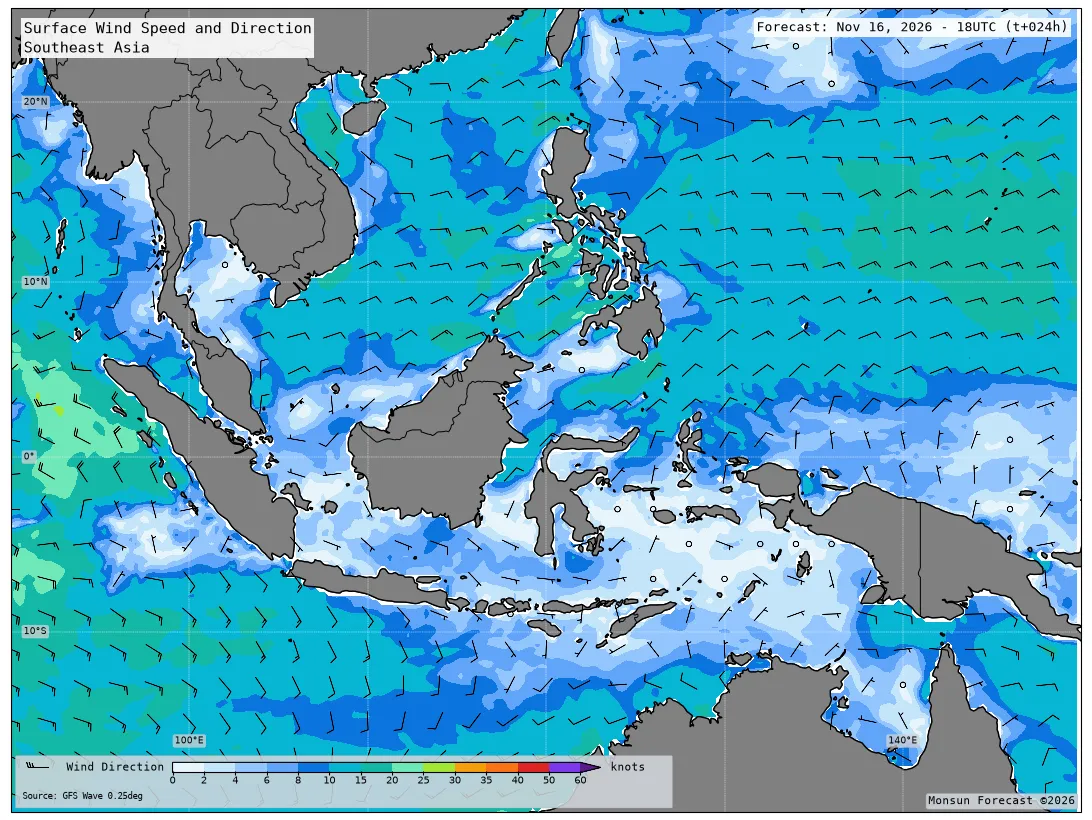 Surface Wind Speed and Direction
Southeast Asia
Forecast: Nov 16, 2026 - 18UTC (t+024h)
20°N
10°N
0°
10°S
100°E
140°E
Wind Direction
0 2 4 6 8 10 15 20 25 30 35 40 50 60
knots
Source: GFS Wave 0.25deg
Monsun Forecast ©2026